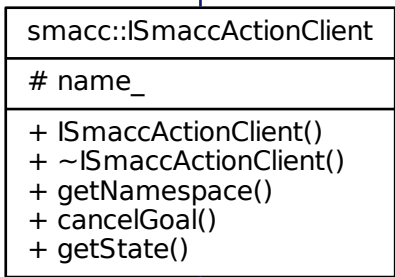 smacc::ISmaccActionClient
# name_
+ ISmaccActionClient()
+ ~ISmaccActionClient()
+ getNamespace()
+ cancelGoal()
+ getState()